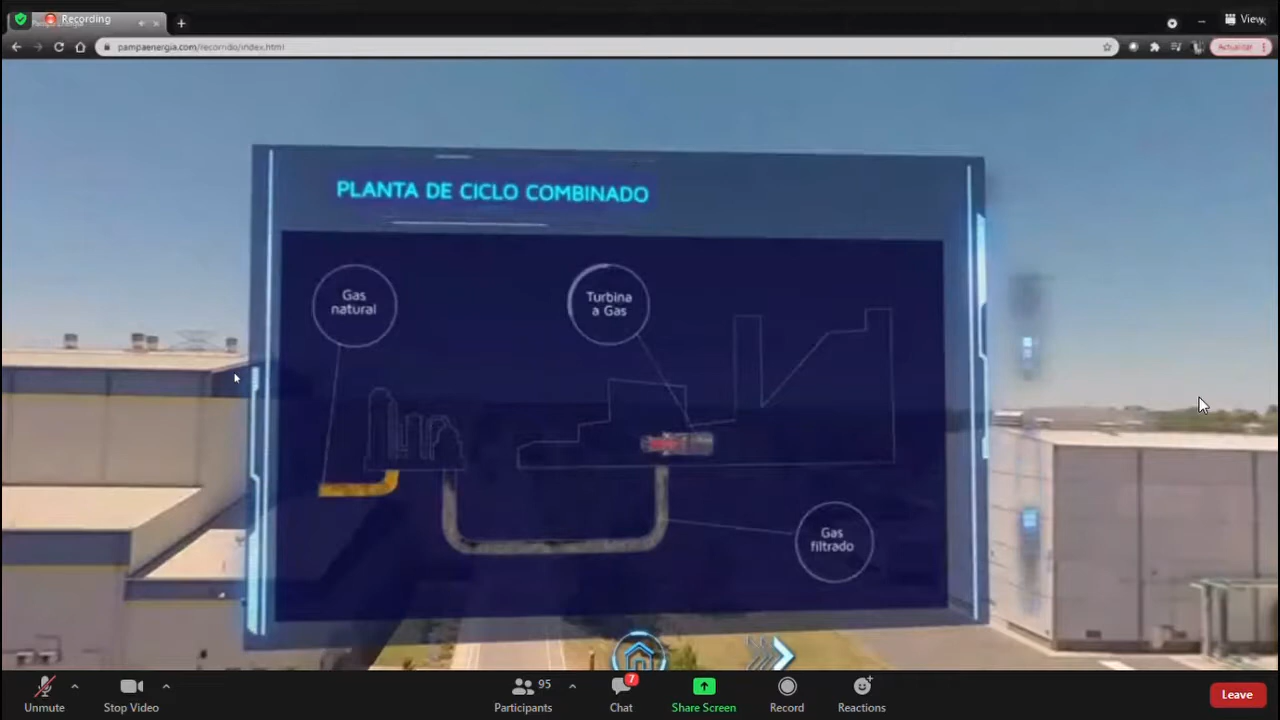 Recording
View
pampaenergia.com/recorrido/index.html
Actualizar
PLANTA DE CICLO COMBINADO
Gas
natural
Turbina
a Gas
Gas
filtrado
95
7
Unmute
Stop Video
Participants
Chat
Share Screen
Record
Reactions
Leave